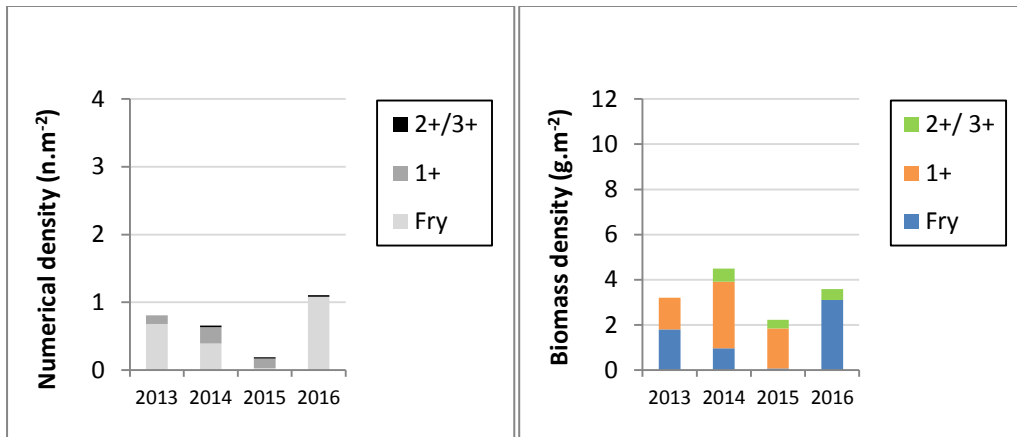 Numerical density (n.m-2)
4
3
2
1
0
2013 2014 2015 2016
2+/3+
1+
Fry
Biomass density (g.m-2)
12
10
8
6
4
2
0
2013 2014 2015 2016
2+/ 3+
1+
Fry